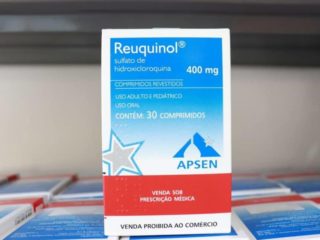 Reuquinol®
sulfato de
hidroxicloroquina
400 mg
COMPRIMIDOS REVESTIDOS
USO ADULTO E PEDIÁTRICO
USO ORAL
CONTÉM: 30 COMPRIMIDOS
APSEN
VENDA SOB
PRESCRIÇÃO MÉDICA
VENDA PROIBIDA AO COMÉRCIO